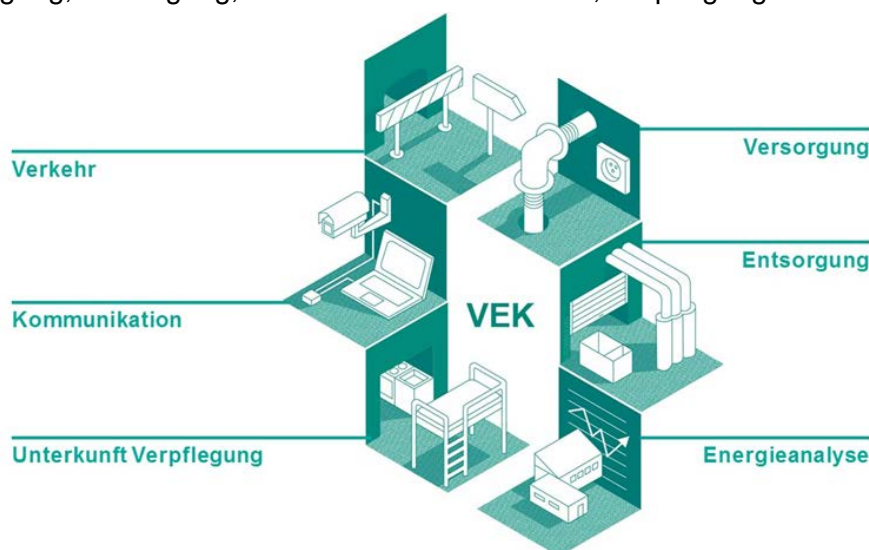 Verkehr
Versorgung
Entsorgung
Kommunikation
VEK
Unterkunft Verpflegung
Energieanalyse